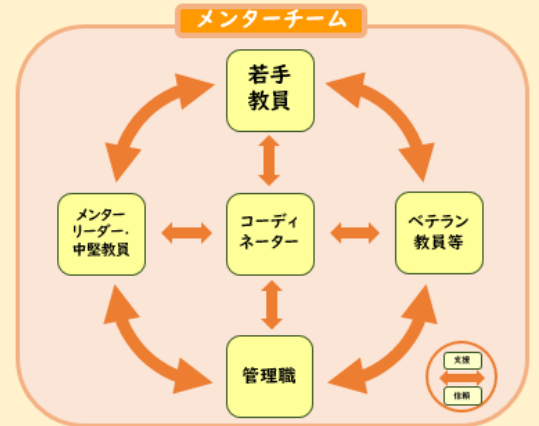 メンターチーム
若手
教員
メンター
リーダー・
中堅教員
コーディ
ネーター
ベテラン
教員等
管理職
支援
信頼